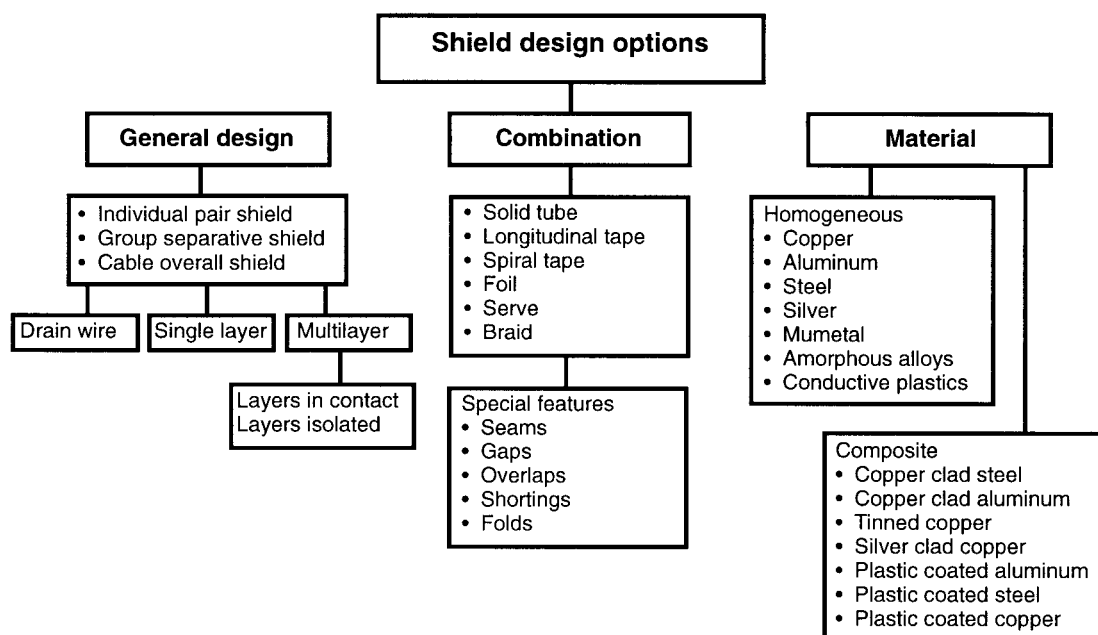 Shield design options
General design
• Individual pair shield
• Group separative shield
• Cable overall shield
Drain wire
Single layer
Multilayer
Layers in contact
Layers isolated
Combination
• Solid tube
• Longitudinal tape
• Spiral tape
• Foil
• Serve
• Braid
Special features
• Seams
• Gaps
• Overlaps
• Shortings
• Folds
Material
Homogeneous
• Copper
• Aluminum
• Steel
• Silver
• Mumetal
• Amorphous alloys
• Conductive plastics
Composite
• Copper clad steel
• Copper clad aluminum
• Tinned copper
• Silver clad copper
• Plastic coated aluminum
• Plastic coated steel
• Plastic coated copper